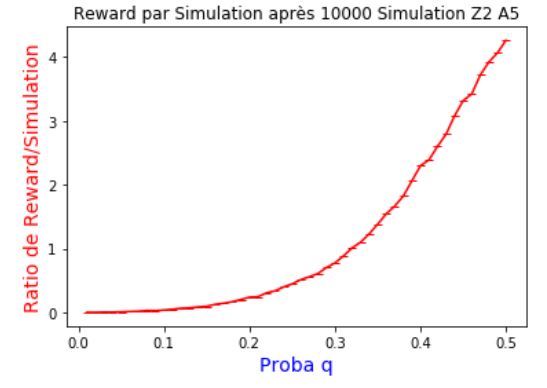 Reward par Simulation après 10000 Simulation Z2 A5
Ratio de Reward/Simulation
4
3
2
1
0
0.0 0.1 0.2 0.3 0.4 0.5
Proba q